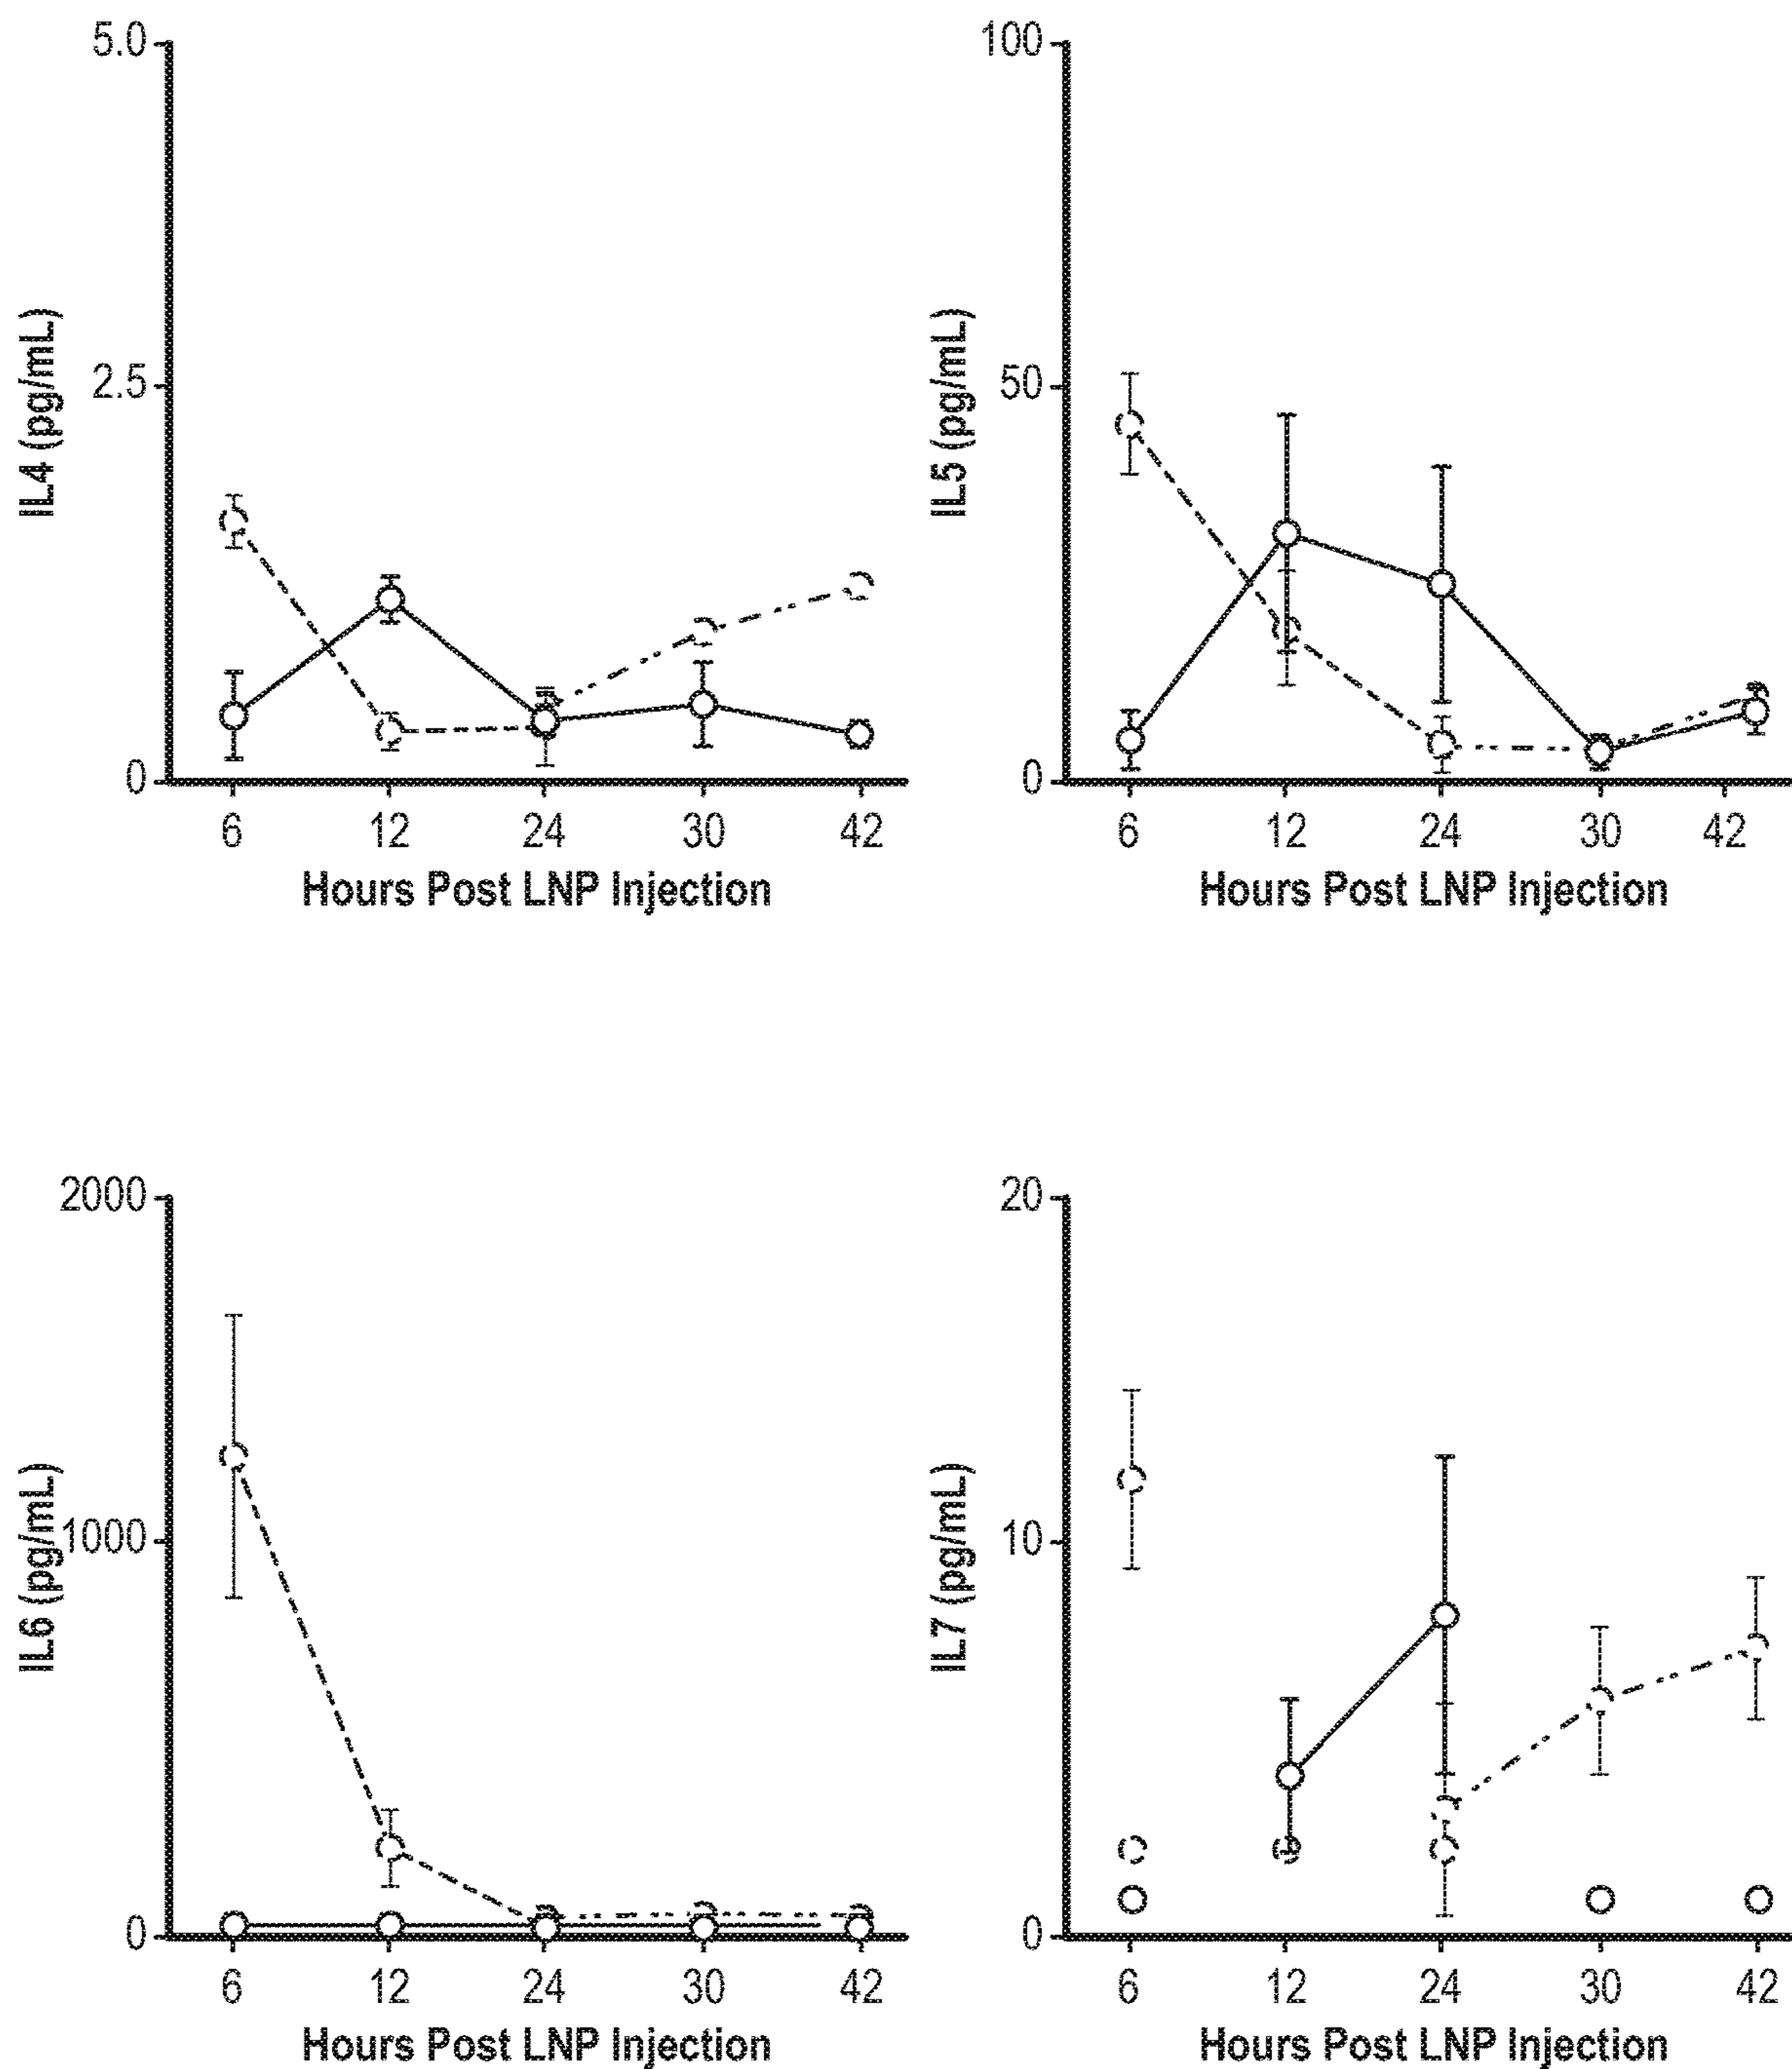 5.0
2.5
0
IL4 (pg/mL)
6 12 24 30 42
Hours Post LNP Injection
100
50
0
IL5 (pg/mL)
6 12 24 30 42
Hours Post LNP Injection
2000
1000
0
IL6 (pg/mL)
6 12 24 30 42
Hours Post LNP Injection
20
10
0
IL7 (pg/mL)
6 12 24 30 42
Hours Post LNP Injection